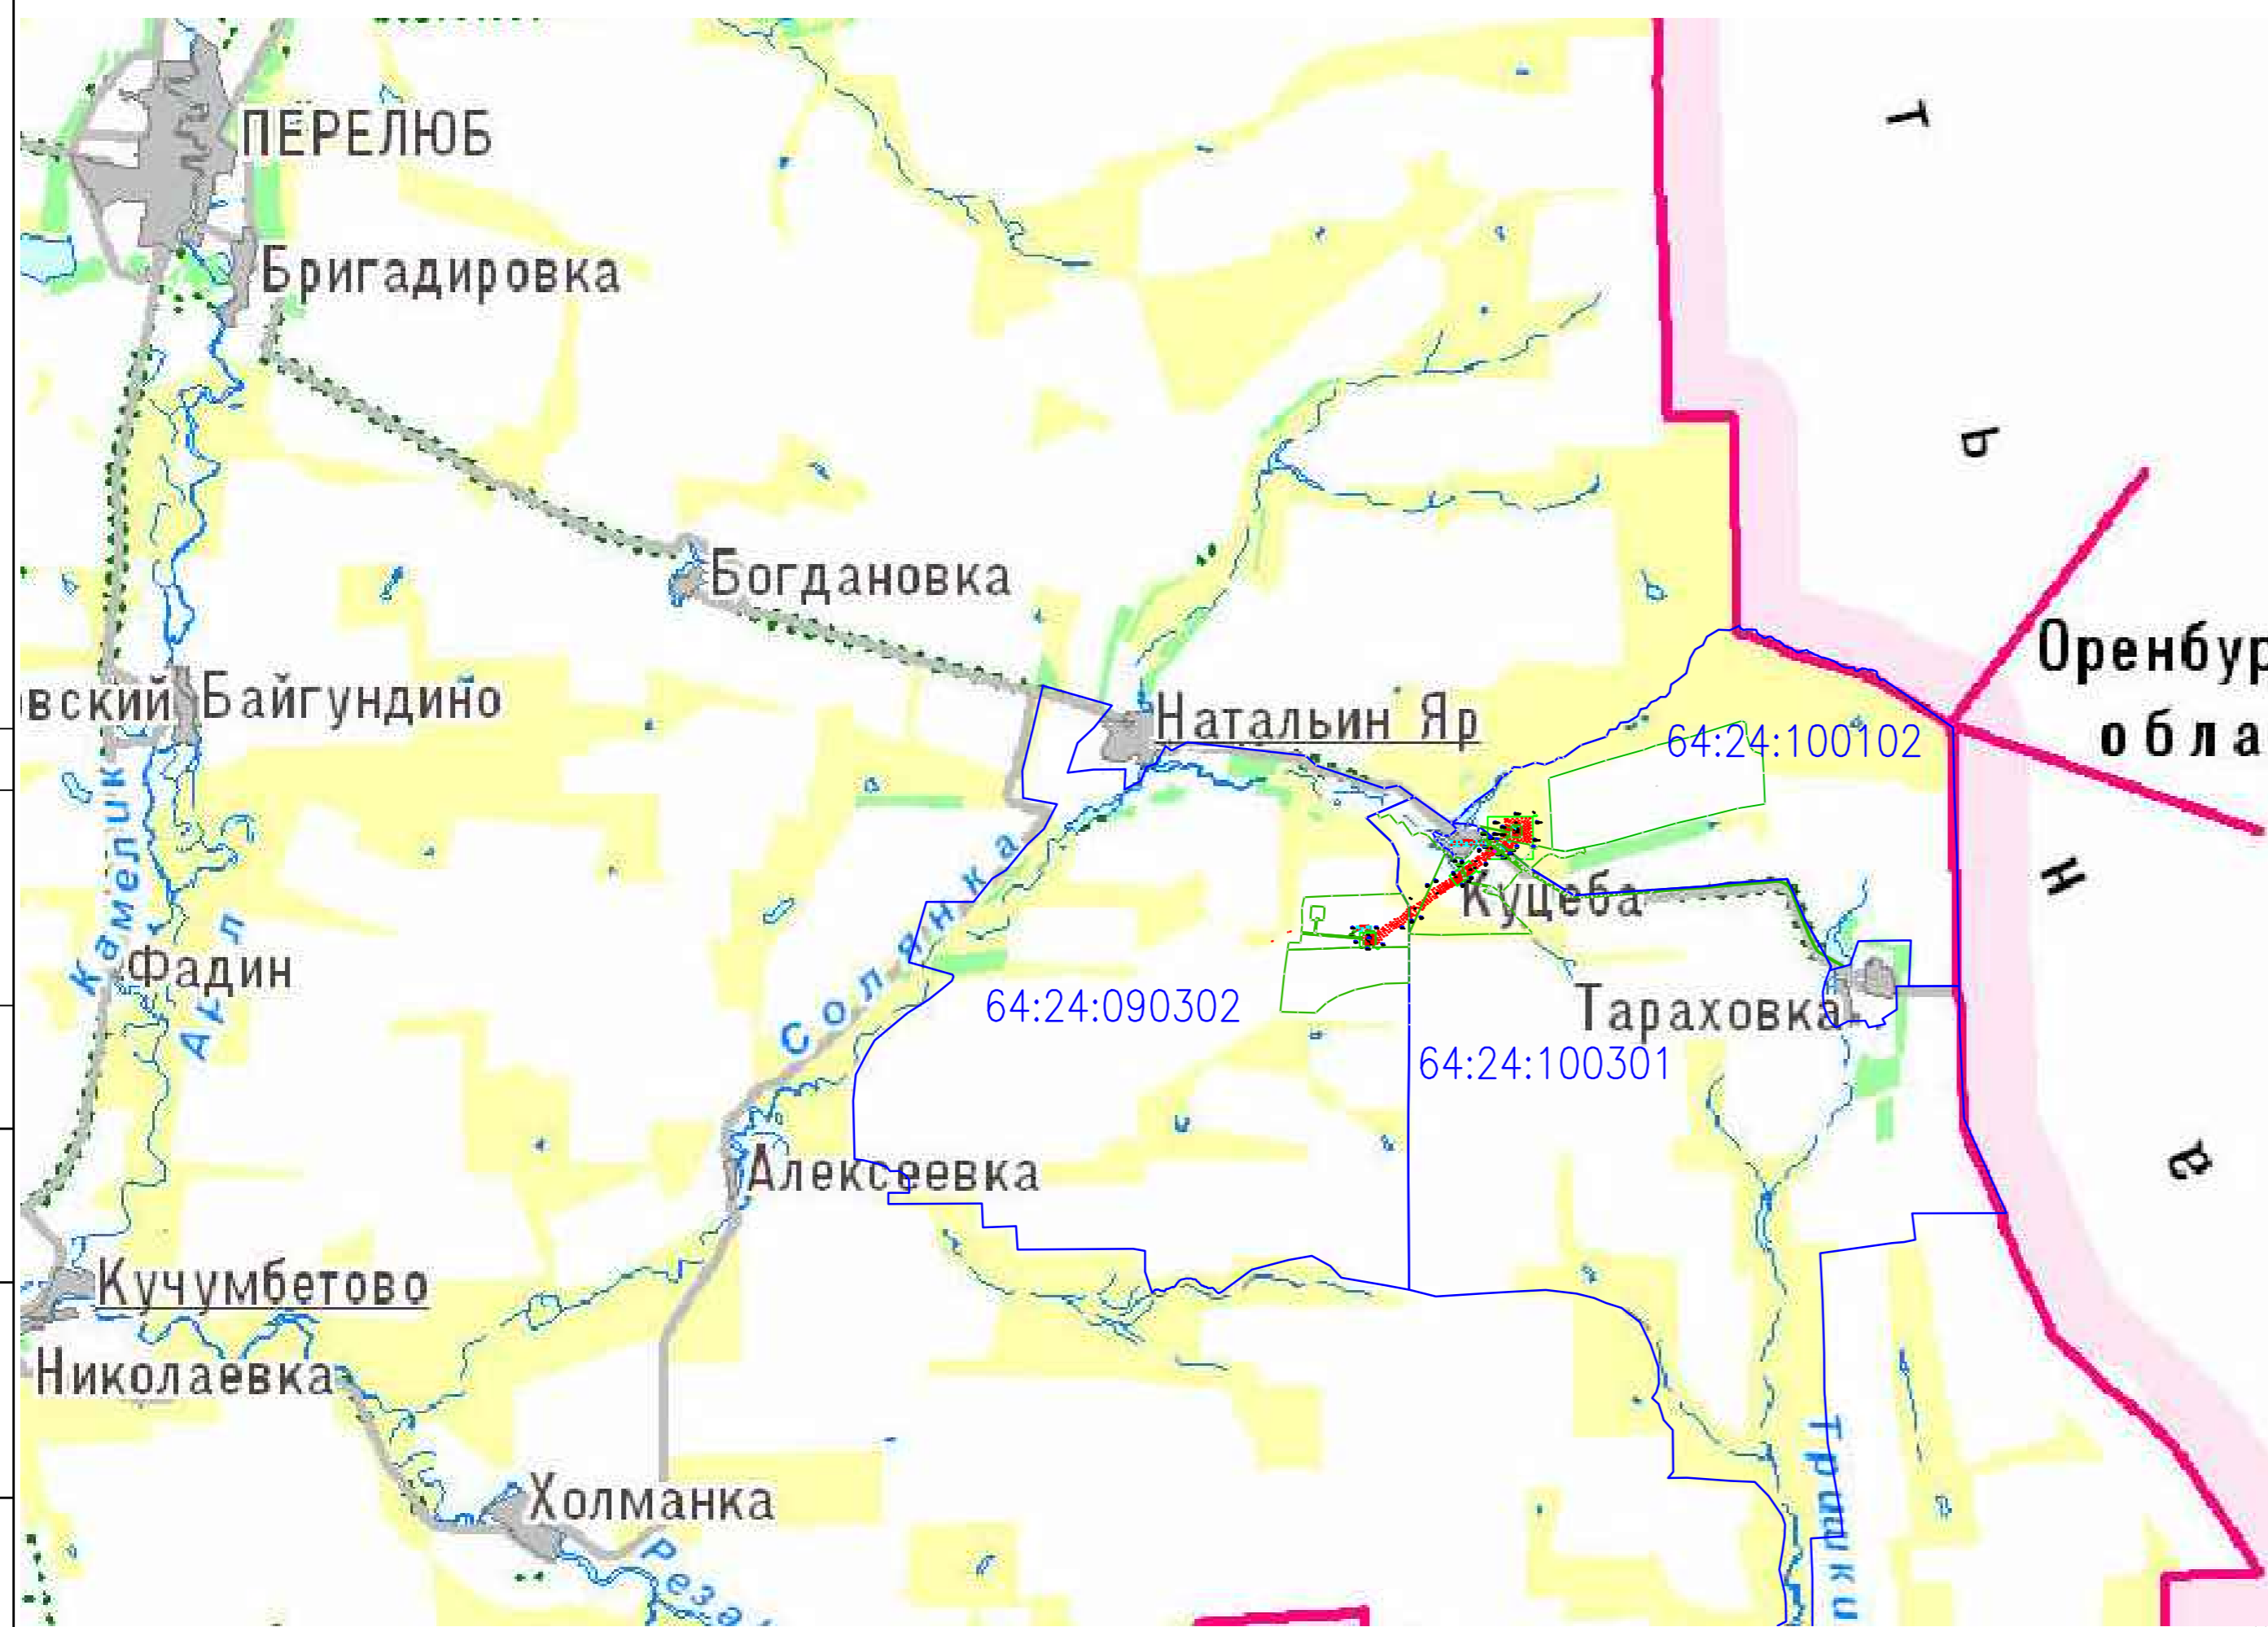 Т
ПЕРЕЛЮБ
Бригадировка
Ь
Богдановка
Оренбур
обла
вский
Байгундино
Натальин Яр
64:24:100102
Камелик
Солянка
Куцеба
Н
Фадин
64:24:090302
Тараховка
64:24:100301
Алексеевка
А
Кучумбетово
Николаевка
Холманка